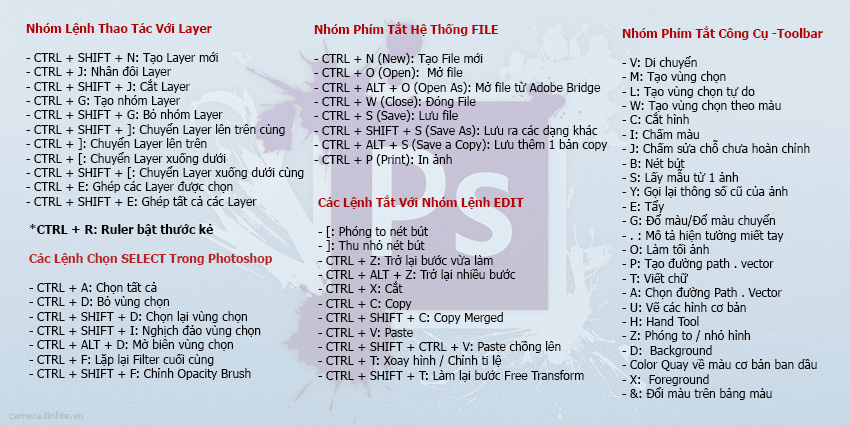 Nhóm Lệnh Thao Tác Với Layer
- CTRL + SHIFT + N: Tạo Layer mới
- CTRL + J: Nhân đôi Layer
- CTRL + SHIFT + J: Cắt Layer
- CTRL + G: Tạo nhóm Layer
- CTRL + SHIFT + G: Bỏ nhóm Layer
- CTRL + SHIFT + ]: Chuyển Layer lên trên cùng
- CTRL + ]: Chuyển Layer lên trên
- CTRL + [: Chuyển Layer xuống dưới
- CTRL + SHIFT + [: Chuyển Layer xuống dưới cùng
- CTRL + E: Ghép các Layer được chọn
- CTRL + SHIFT + E: Ghép tất cả các Layer
*CTRL + R: Ruler bật thước kẻ
Các Lệnh Chọn SELECT Trong Photoshop
- CTRL + A: Chọn tất cả
- CTRL + D: Bỏ vùng chọn
- CTRL + SHIFT + D: Chọn lại vùng chọn
- CTRL + SHIFT + I: Nghịch đảo vùng chọn
- CTRL + ALT + D: Mờ biên vùng chọn
- CTRL + F: Lặp lại Filter cuối cùng
- CTRL + SHIFT + F: Chỉnh Opacity Brush
Nhóm Phím Tắt Hệ Thống FILE
- CTRL + N (New): Tạo File mới
- CTRL + O (Open): Mở file
- CTRL + ALT + O (Open As): Mở file từ Adobe Bridge
- CTRL + W (Close): Đóng File
- CTRL + S (Save): Lưu file
- CTRL + SHIFT + S (Save As): Lưu ra các dạng khác
- CTRL + ALT + S (Save a Copy): Lưu thêm 1 bản copy
- CTRL + P (Print): In ảnh
Các Lệnh Tắt Với Nhóm Lệnh EDIT
- [: Phóng to nét bút
- ]: Thu nhỏ nét bút
- CTRL + Z: Trở lại bước vừa làm
- CTRL + ALT + Z: Trở lại nhiều bước
- CTRL + X: Cắt
- CTRL + C: Copy
- CTRL + SHIFT + C: Copy Merged
- CTRL + V: Paste
- CTRL + SHIFT + CTRL + V: Paste chồng lên
- CTRL + T: Xoay hình / Chỉnh tỉ lệ
- CTRL + SHIFT + T: Làm lại bước Free Transform
Ps
Nhóm Phím Tắt Công Cụ -Toolbar
- V: Di chuyển
- M: Tạo vùng chọn
- L: Tạo vùng chọn tự do
- W: Tạo vùng chọn theo màu
- C: Cắt hình
- I: Chấm màu
- J: Chấm sửa chỗ chưa hoàn chỉnh
- B: Nét bút
- S: Lấy mẫu từ 1 ảnh
- Y: Gọi lại thông số cũ của ảnh
- E: Tẩy
- G: Đổ màu/Đổ màu chuyển
- . : Mô tả hiện tường miết tay
- O: Làm tối ảnh
- P: Tạo đường path . vector
- T: Viết chữ
- A: Chọn đường Path . Vector
- U: Vẽ các hình cơ bản
- H: Hand Tool
- Z: Phóng to / nhỏ hình
- D: Background
- Color Quay về màu cơ bản ban đầu
- X: Foreground
- &: Đổi màu trên bảng màu
camera.tinhte.vn